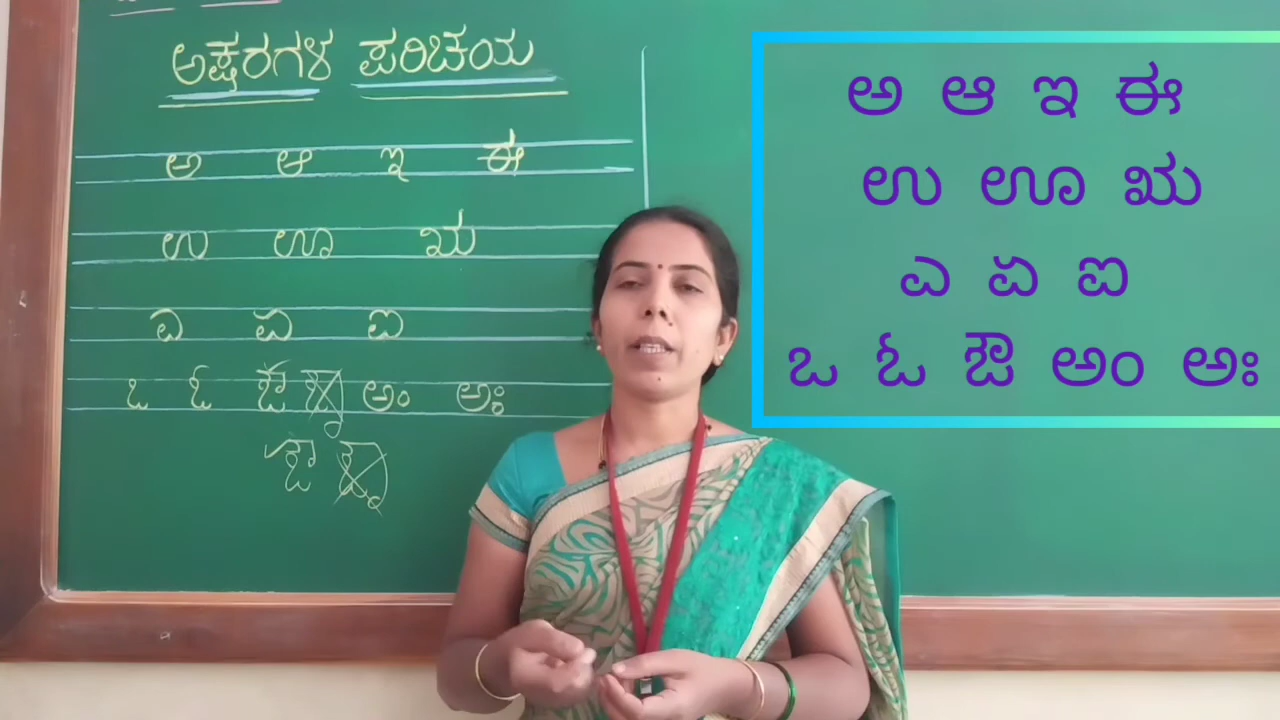 ಅಕ್ಷರಗಳ ಪರಿಚಯ
ಅ ಆ ಇ ಈ
ಉ ಊ ಋ
ಎ ಏ ಐ
ಒ ಓ ಔ ಅಂ ಅಃ
ಔ
ಅ ಆ ಇ ಈ
ಉ ಊ ಋ
ಎ ಏ ಐ
ಒ ಓ ಔ ಅಂ ಅಃ